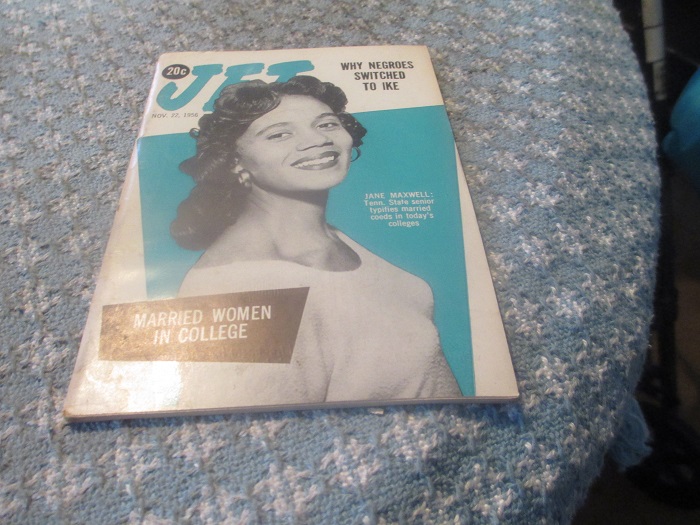 20c
JET
NOV. 22, 1956
WHY NEGROES
SWITCHED
TO IKE
JANE MAXWELL:
Tenn. State senior
typifies married
coeds in today's
colleges
MARRIED WOMEN
IN COLLEGE